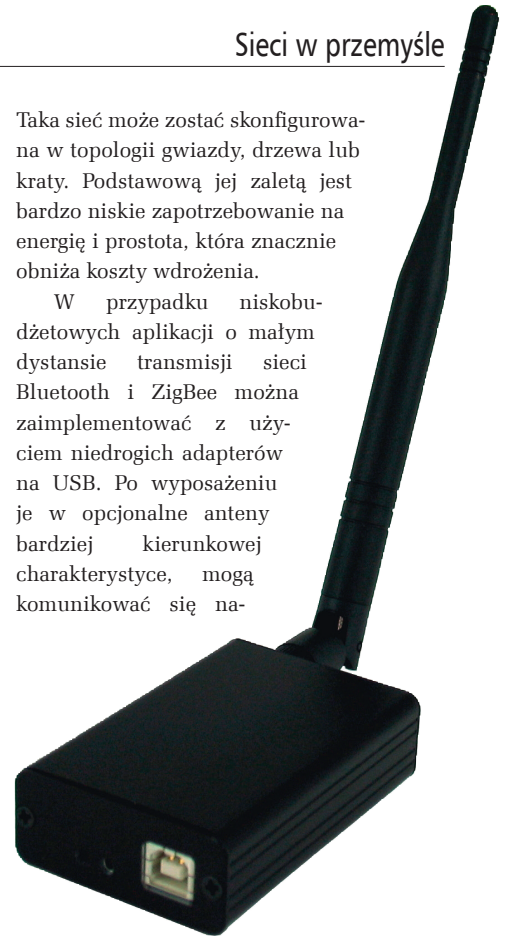 Sieci w przemyśle
Taka sieć może zostać skonfigurowa-
na w topologii gwiazdy, drzewa lub
kraty. Podstawową jej zaletą jest
bardzo niskie zapotrzebowanie na
energię i prostota, która znacznie
obniża koszty wdrożenia.
W przypadku niskobu-
dżetowych aplikacji o małym
dystansie transmisji sieci
Bluetooth i ZigBee można
zaimplementować z uży-
ciem niedrogich adapterów
na USB. Po wyposażeniu
je w opcjonalne anteny
bardziej kierunkowej
charakterystyce, mogą
komunikować się na-